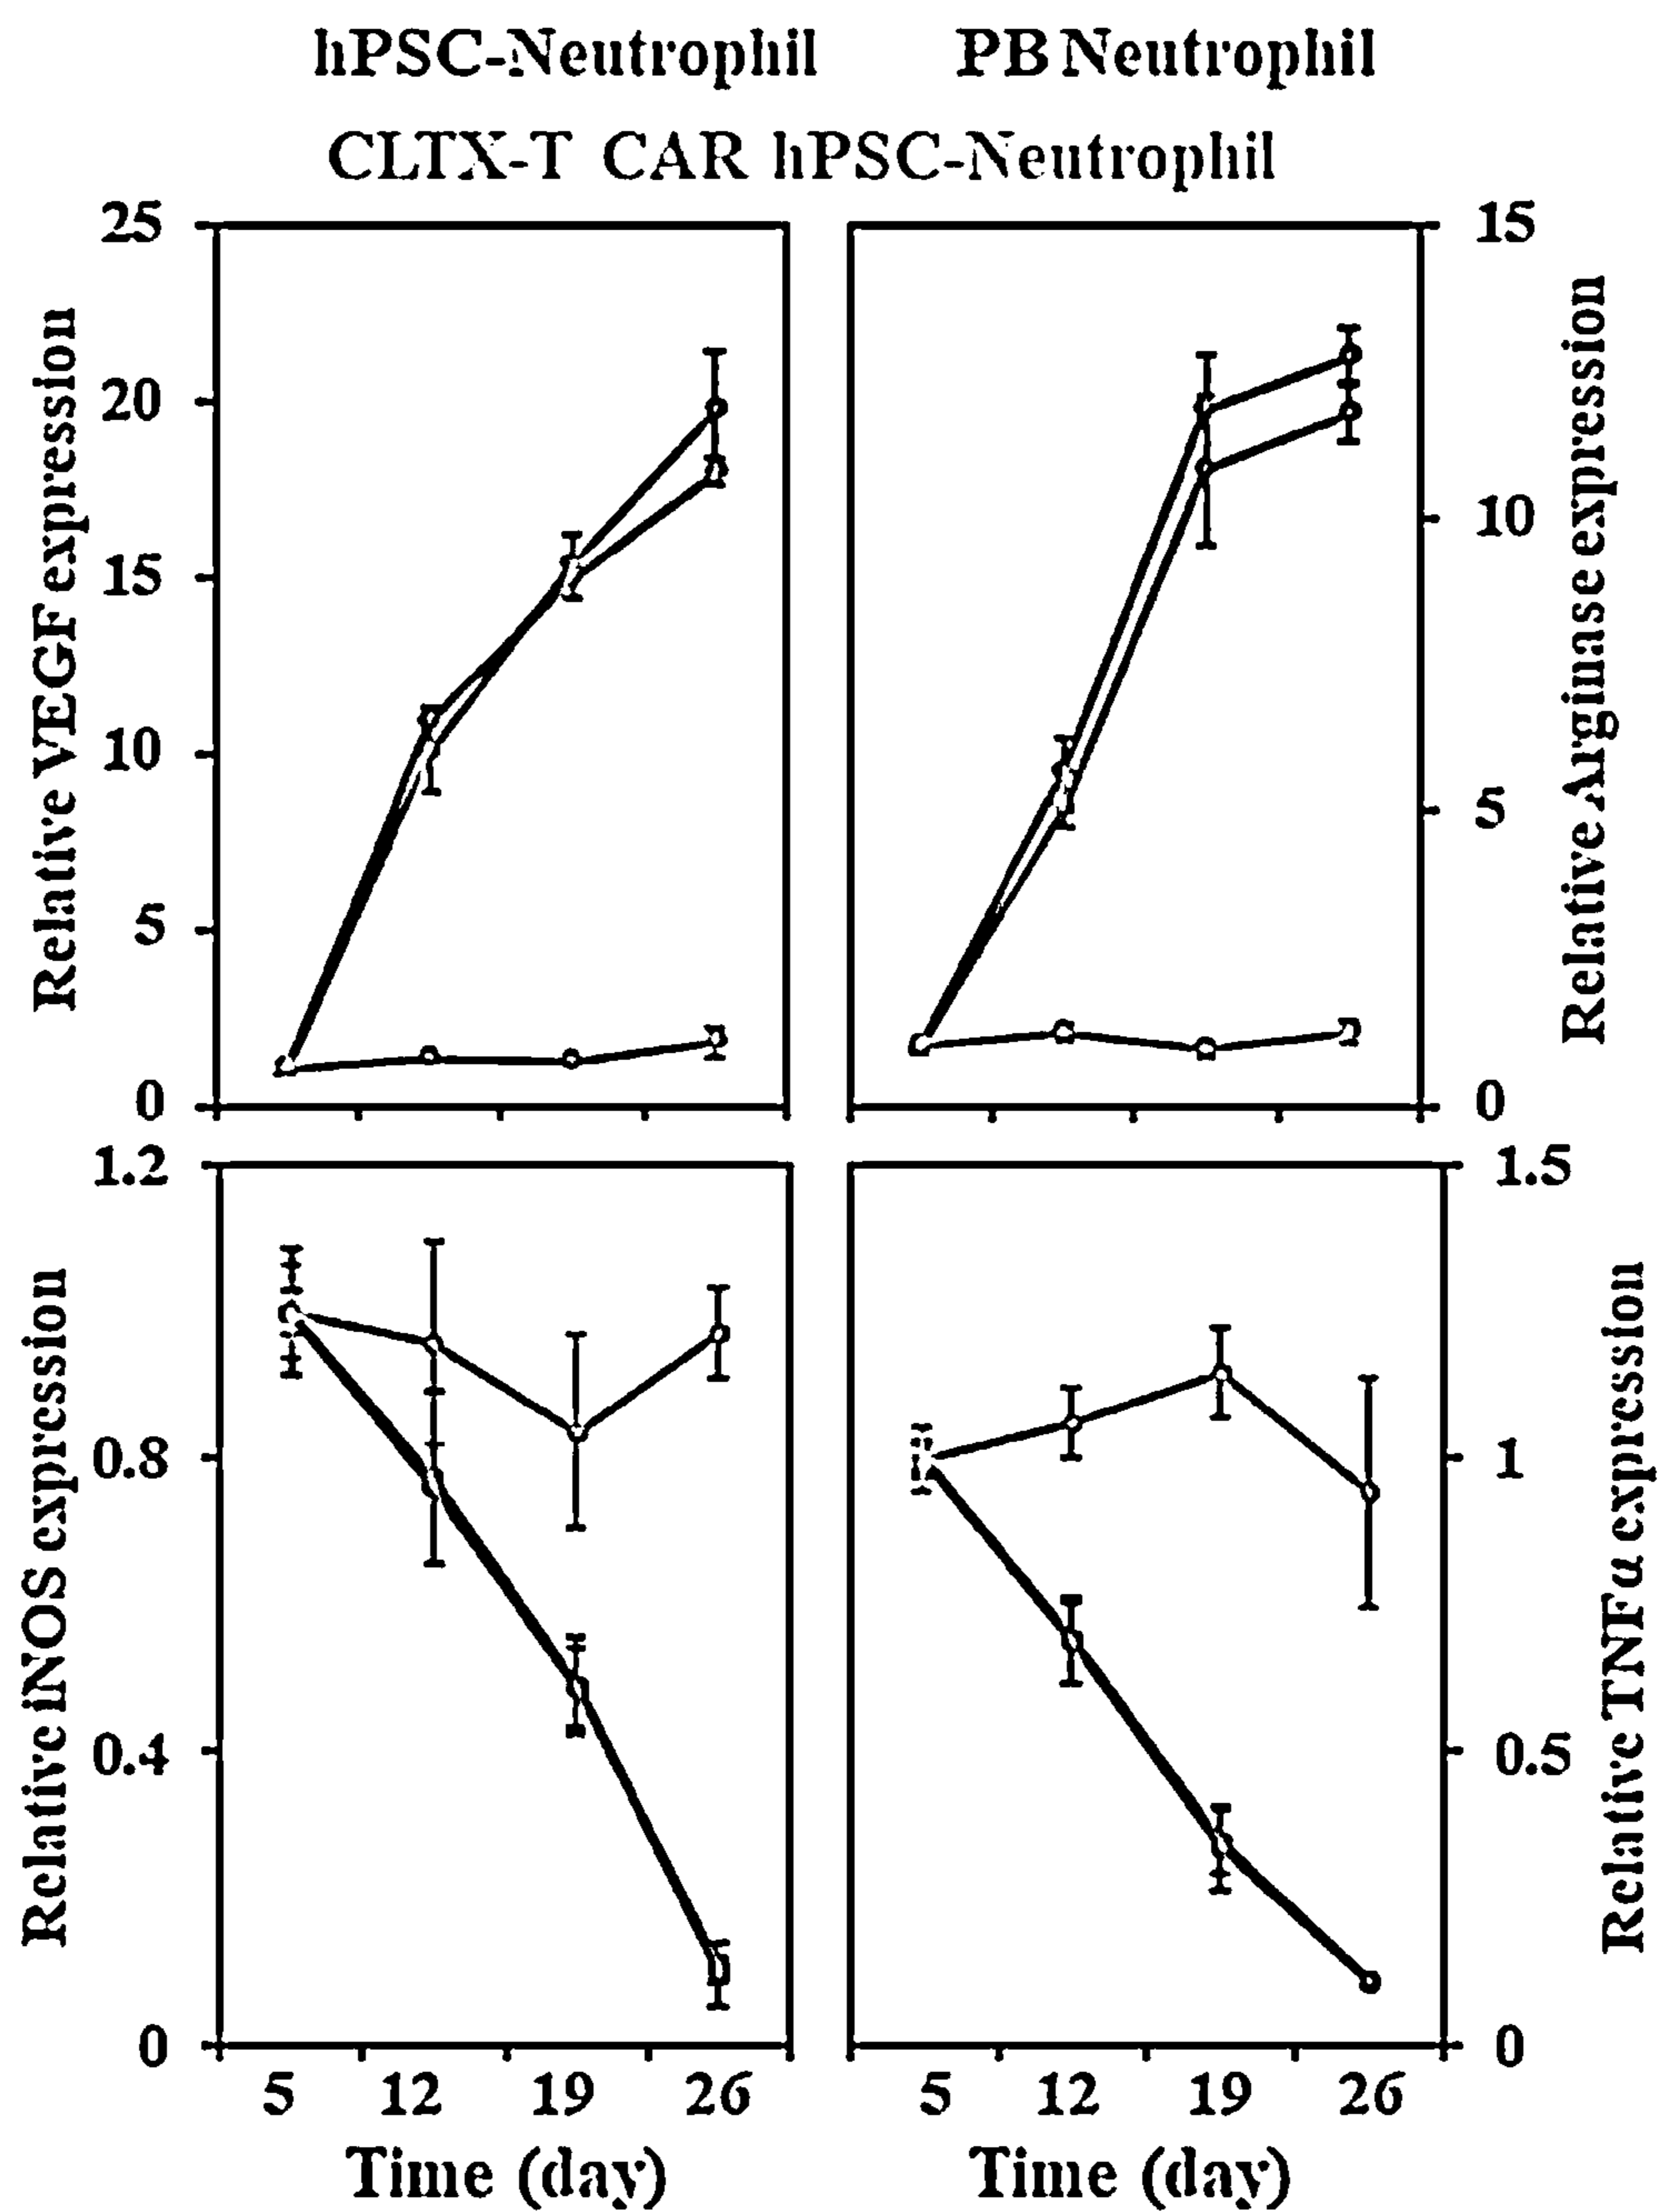 hPSC-Neutrophil PB Neutrophil
CLTX-T CAR hPSC-Neutrophil
Relative VEGF expression
25
20
15
10
5
0
Relative Arginase expression
15
10
5
0
Relative iNOS expression
1.2
0.8
0.4
0
Relative TNFα expression
1.5
1
0.5
0
5 12 19 26
Time (day)
5 12 19 26
Time (day)